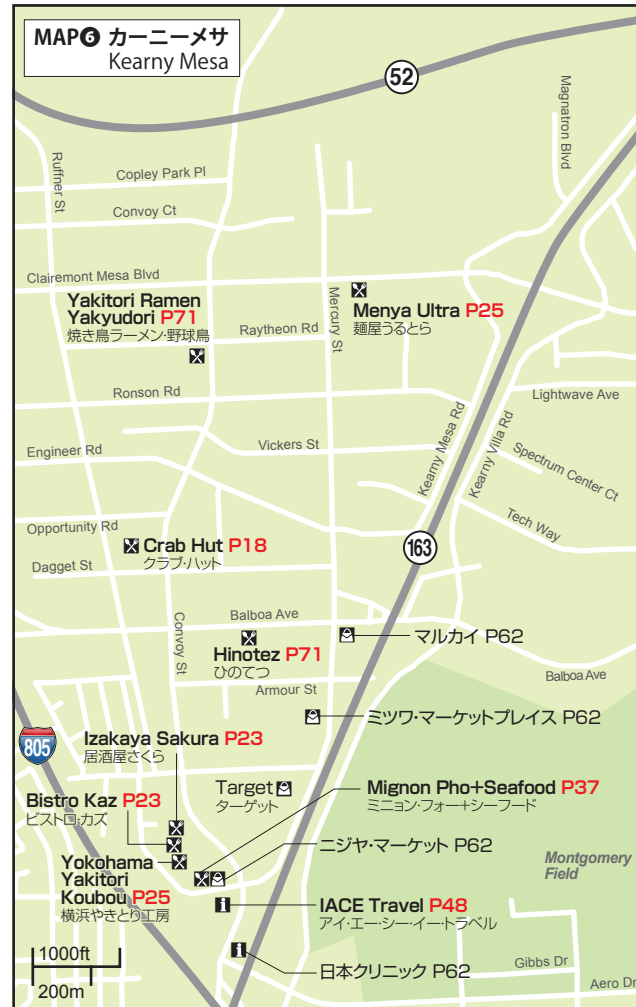 MAP❻ カーニーメサ
Kearny Mesa
52
Magnatron Blvd
Ruffner St
Copley Park Pl
Convoy Ct
Clairemont Mesa Blvd
Yakitori Ramen
Yakyudori P71
焼き鳥ラーメン・野球鳥
Mercury St
Menya Ultra P25
麺屋うるとら
Raytheon Rd
Ronson Rd
Lightwave Ave
Kearny Mesa Rd
Kearny Villa Rd
Engineer Rd
Vickers St
Spectrum Center Ct
Tech Way
Opportunity Rd
Crab Hut P18
クラブ・ハット
163
Dagget St
Convoy St
Balboa Ave
マルカイ P62
Hinotez P71
ひのてつ
Balboa Ave
Armour St
ミツワ・マーケットプレイス P62
805
Izakaya Sakura P23
居酒屋さくら
Target
ターゲット
Mignon Pho+Seafood P37
ミニョン・フォー+シーフード
Bistro Kaz P23
ビストロ・カズ
ニジヤ・マーケット P62
Yokohama
Yakitori
Koubou P25
横浜やきとり工房
Montgomery
Field
IACE Travel P48
アイ・エー・シー・イー・トラベル
日本クリニック P62
1000ft
200m
Gibbs Dr
Aero Dr